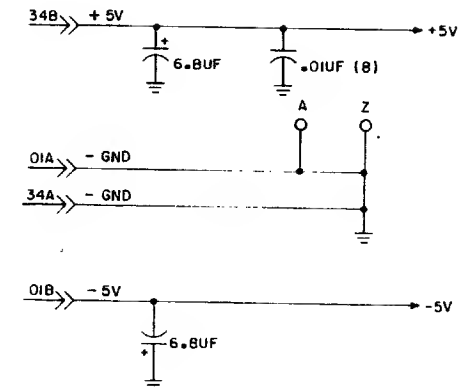 34B + 5V +5V
+
6.8UF .01UF (8)
A Z
01A - GND
34A - GND
01B - 5V -5V
+ 6.8UF